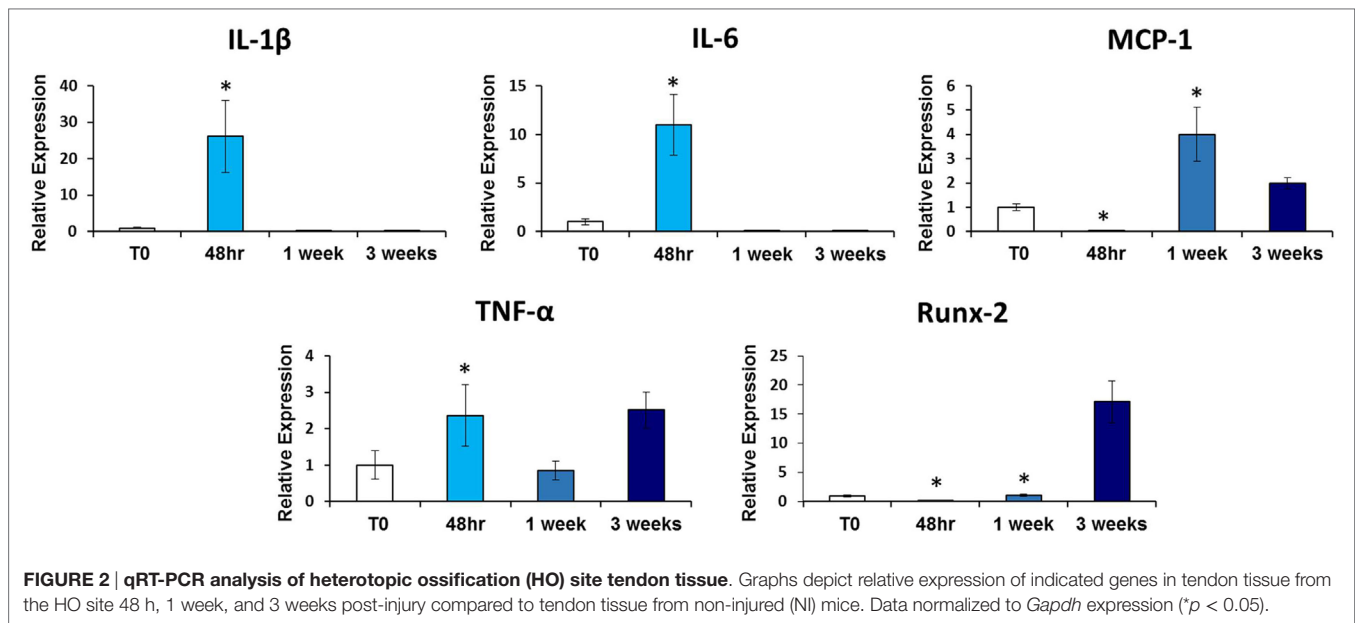 IL-1β
Relative Expression
40
30
20
10
0
*
T0 48hr 1 week 3 weeks
IL-6
Relative Expression
15
10
5
0
*
T0 48hr 1 week 3 weeks
MCP-1
Relative Expression
6
5
4
3
2
1
0
* *
T0 48hr 1 week 3 weeks
TNF-α
Relative Expression
4
3
2
1
0
*
T0 48hr 1 week 3 weeks
Runx-2
Relative Expression
25
20
15
10
5
0
* *
T0 48hr 1 week 3 weeks
FIGURE 2 | qRT-PCR analysis of heterotopic ossification (HO) site tendon tissue. Graphs depict relative expression of indicated genes in tendon tissue from
the HO site 48 h, 1 week, and 3 weeks post-injury compared to tendon tissue from non-injured (NI) mice. Data normalized to Gapdh expression (*p < 0.05).